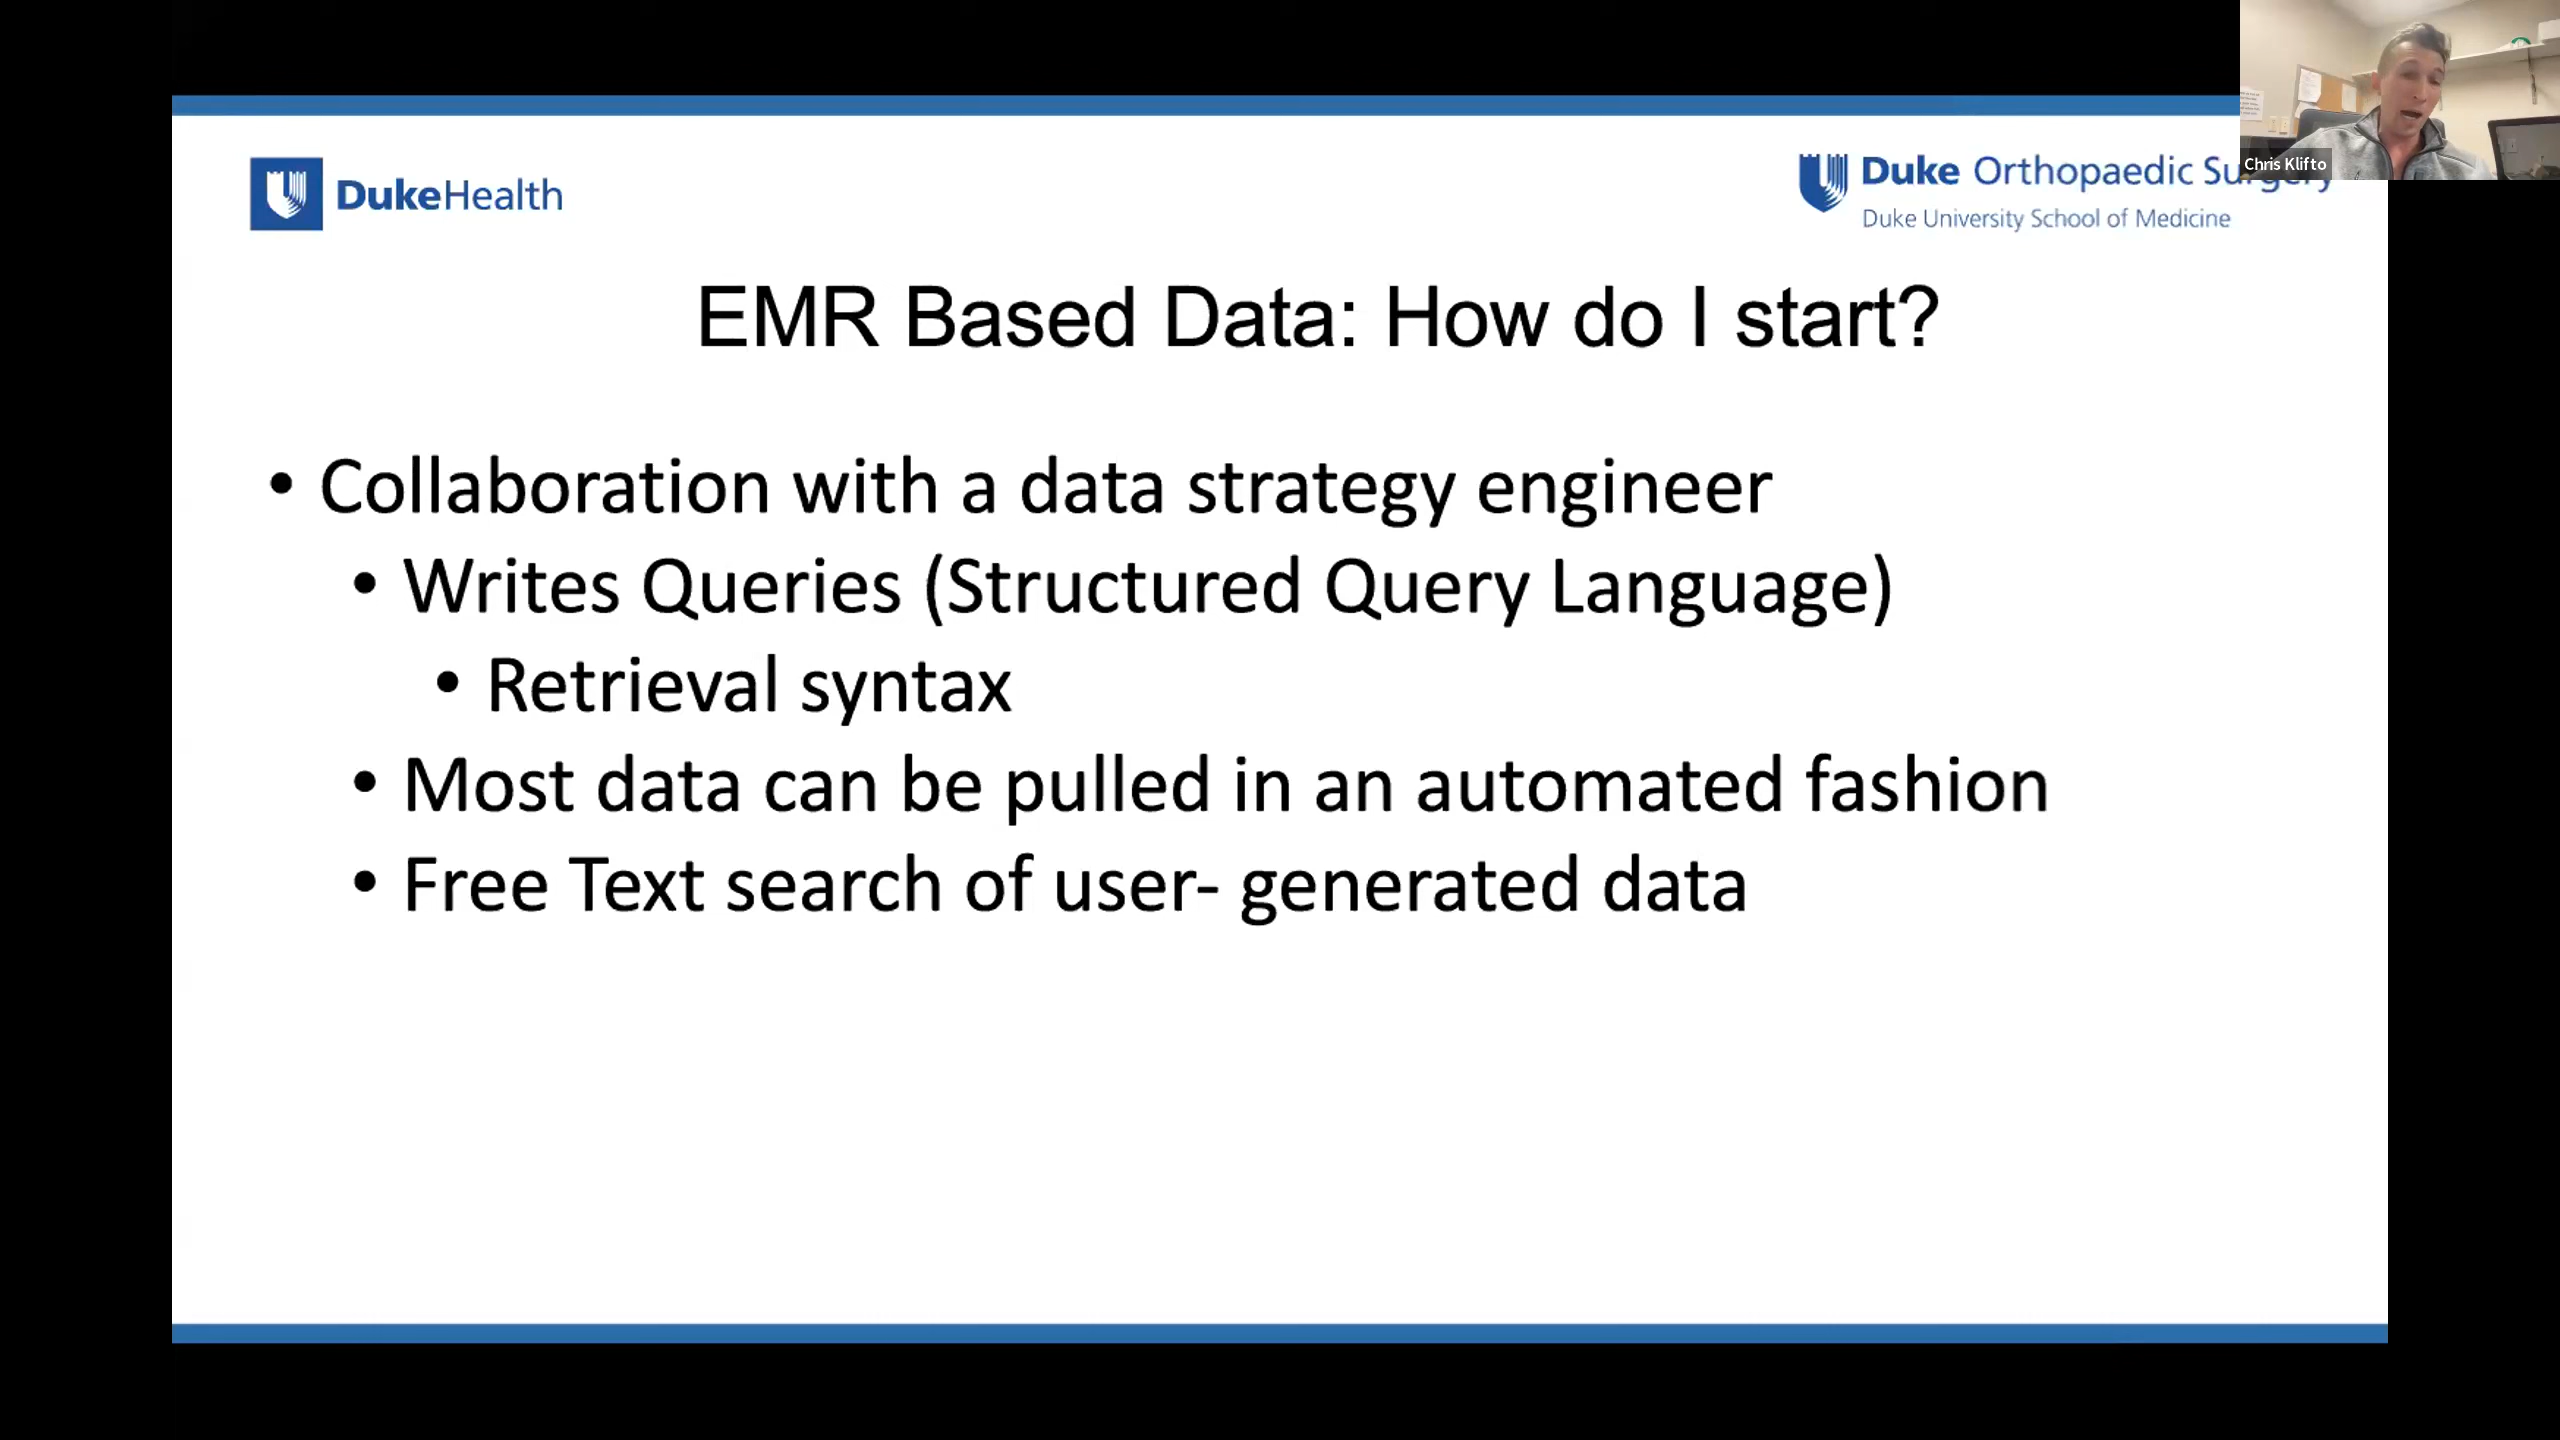 Chris Klifto
DukeHealth
Duke Orthopaedic Surgery
Duke University School of Medicine
EMR Based Data: How do I start?
• Collaboration with a data strategy engineer
• Writes Queries (Structured Query Language)
• Retrieval syntax
• Most data can be pulled in an automated fashion
• Free Text search of user- generated data